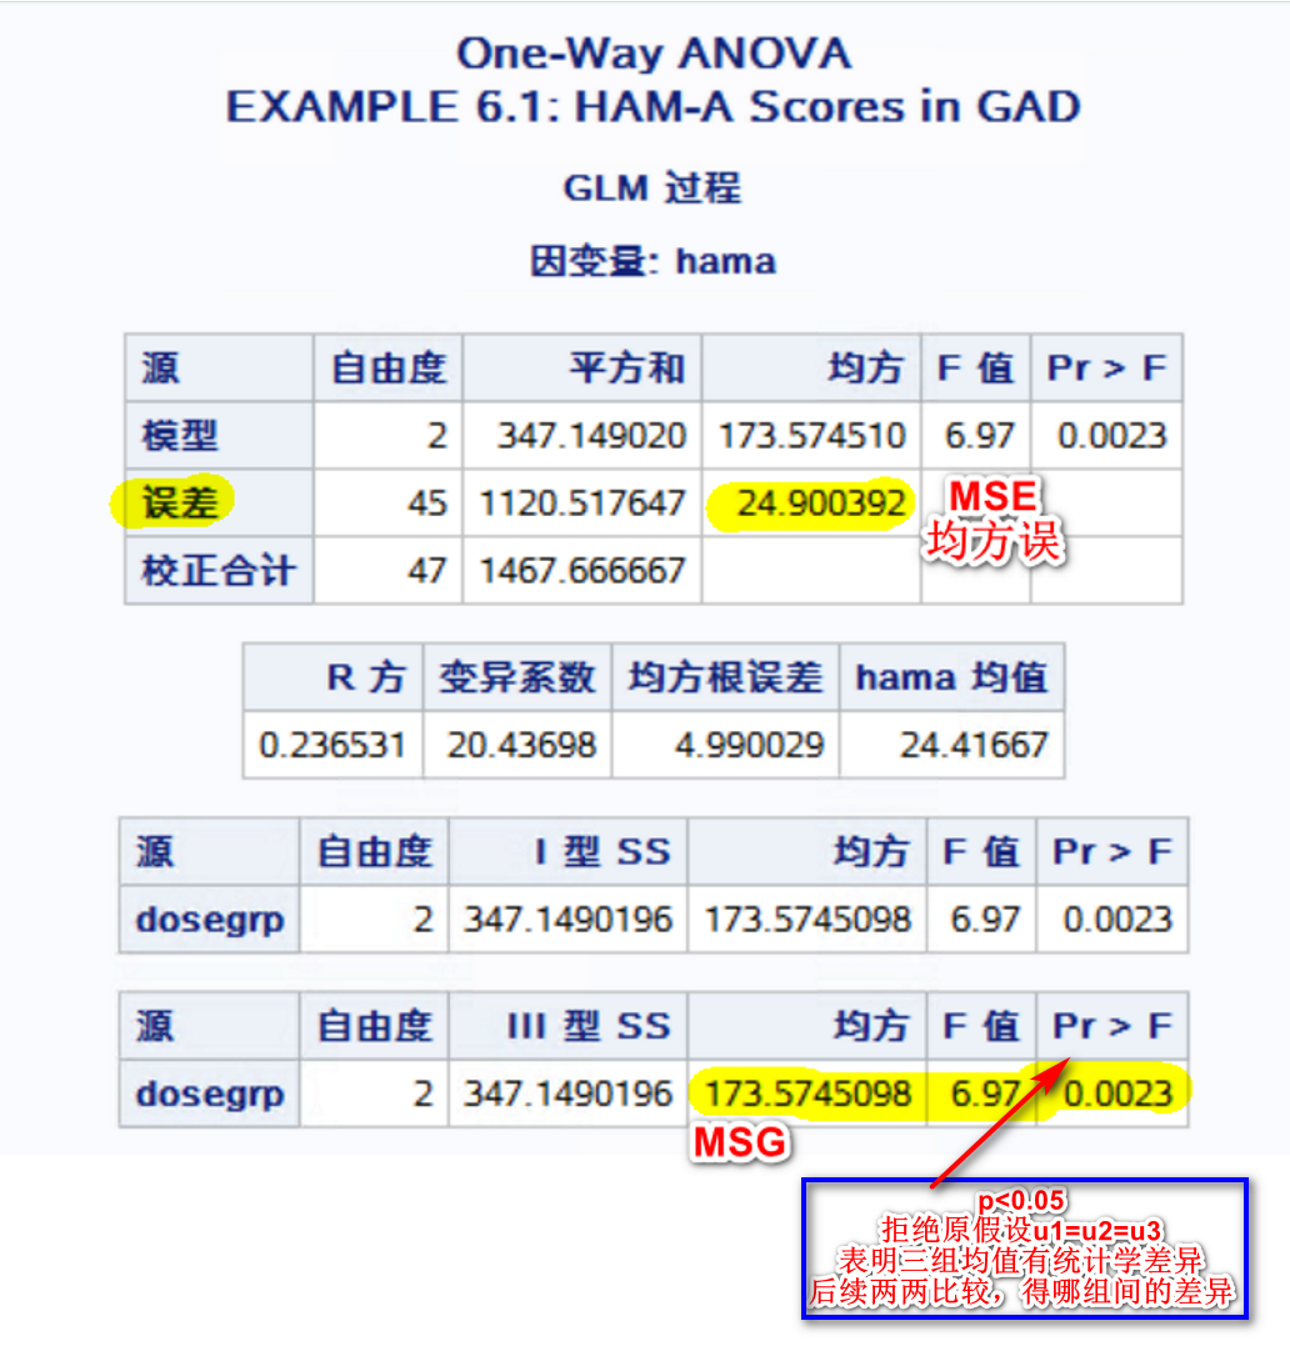 One-Way ANOVA
EXAMPLE 6.1: HAM-A Scores in GAD
GLM 过程
因变量: hama
源 自由度 平方和 均方 F 值 Pr > F
模型 2 347.149020 173.574510 6.97 0.0023
误差 45 1120.517647 24.900392 MSE
均方误
校正合计 47 1467.666667
R 方 变异系数 均方根误差 hama 均值
0.236531 20.43698 4.990029 24.41667
源 自由度 I 型 SS 均方 F 值 Pr > F
dosegrp 2 347.1490196 173.5745098 6.97 0.0023
源 自由度 III 型 SS 均方 F 值 Pr > F
dosegrp 2 347.1490196 173.5745098 6.97 0.0023
MSG
p<0.05
拒绝原假设u1=u2=u3
表明三组均值有统计学差异
后续两两比较，得哪组间的差异